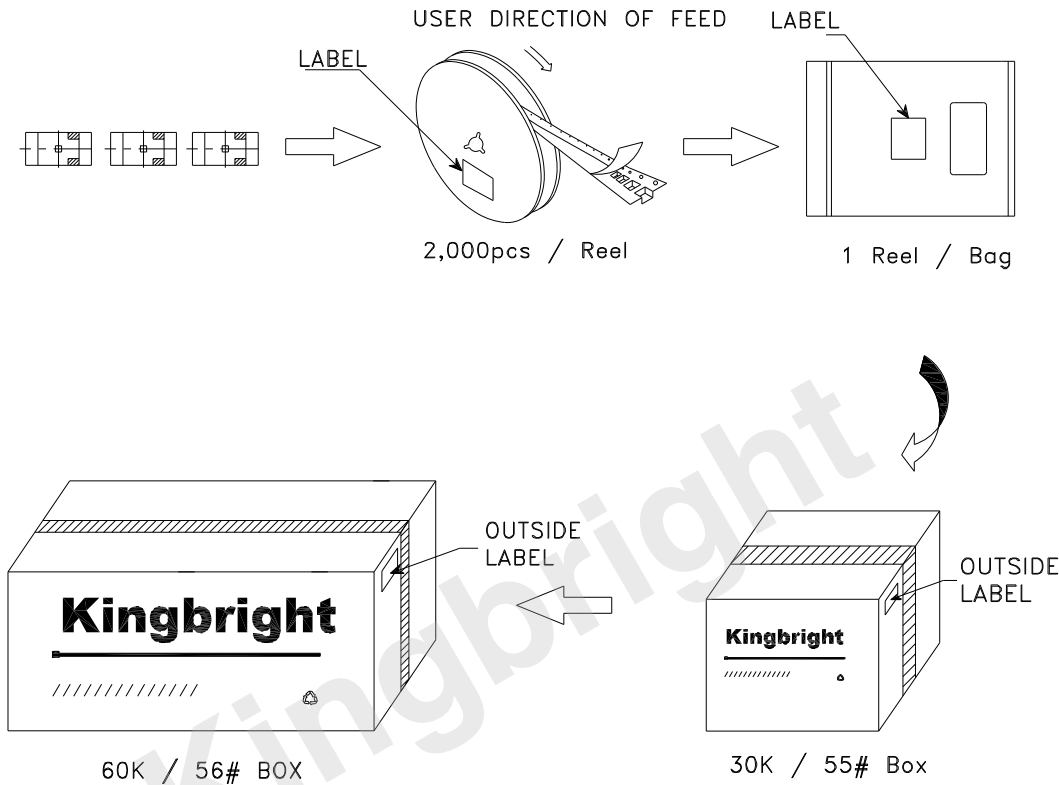 USER DIRECTION OF FEED
LABEL
LABEL
2,000pcs / Reel
1 Reel / Bag
Kingbright
OUTSIDE
LABEL
OUTSIDE
LABEL
Kingbright
Kingbright
60K / 56# BOX
30K / 55# Box